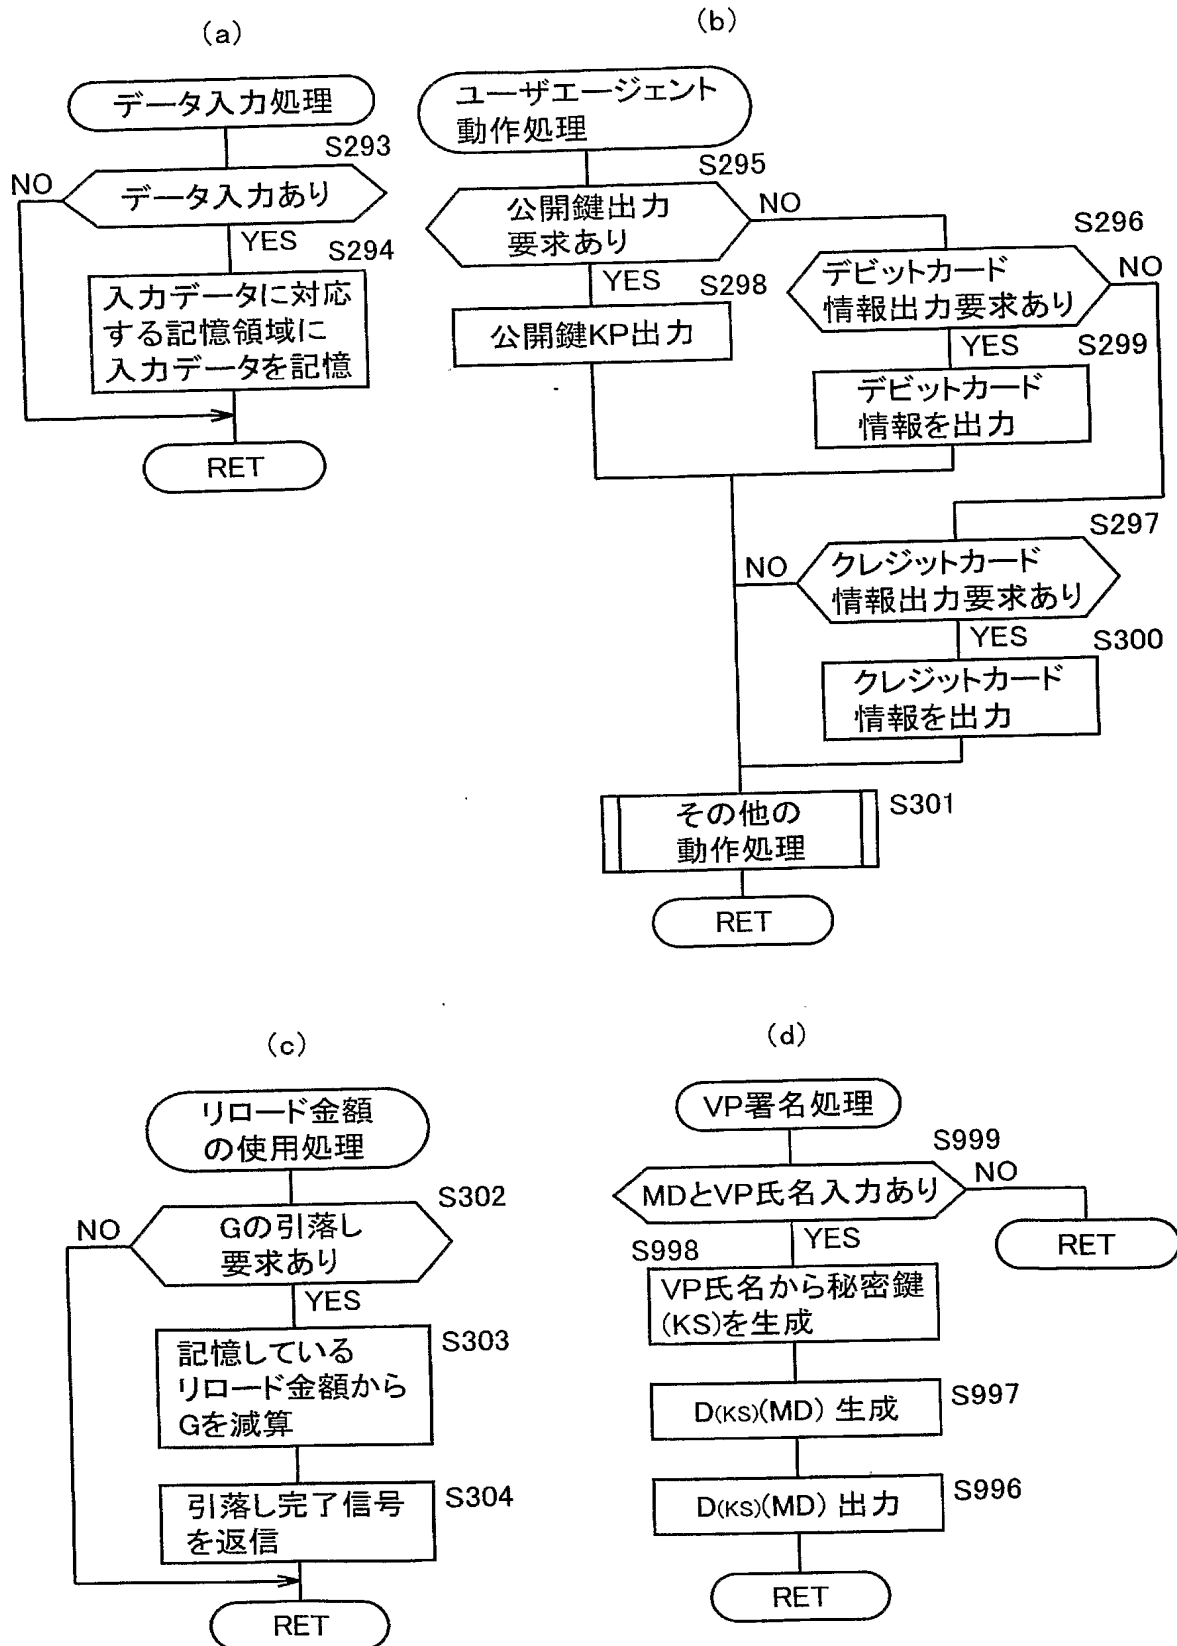 (a)
データ入力処理
S293
NO
データ入力あり
YES
S294
入力データに対応
する記憶領域に
入力データを記憶
RET
(b)
ユーザエージェント
動作処理
S295
公開鍵出力
要求あり
NO
YES
S298
公開鍵KP出力
S296
デビットカード
情報出力要求あり
NO
YES
S299
デビットカード
情報を出力
S297
NO
クレジットカード
情報出力要求あり
YES
S300
クレジットカード
情報を出力
その他の
動作処理
S301
RET
(c)
リロード金額
の使用処理
S302
NO
Gの引落し
要求あり
YES
S303
記憶している
リロード金額から
Gを減算
S304
引落し完了信号
を返信
RET
(d)
VP署名処理
S999
MDとVP氏名入力あり
NO
RET
YES
S998
VP氏名から秘密鍵
(KS)を生成
S997
D(KS)(MD) 生成
S996
D(KS)(MD) 出力
RET